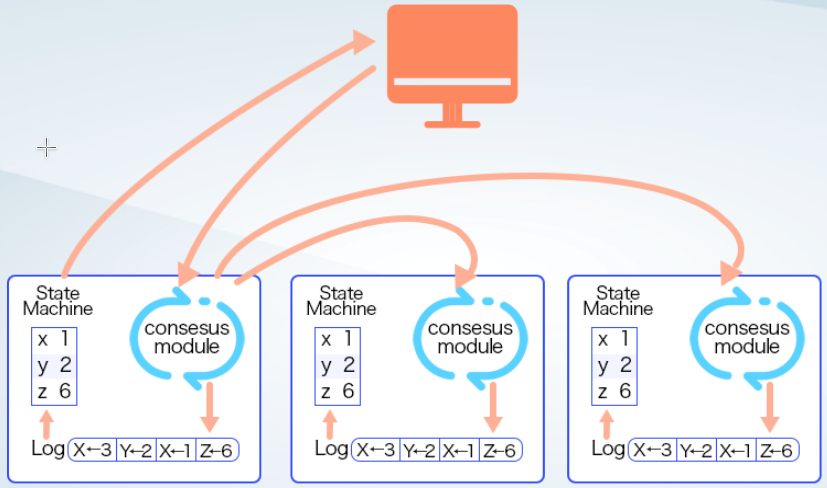 State
Machine
x 1
y 2
z 6
consesus
module
Log X←3 Y←2 X←1 Z←6
State
Machine
x 1
y 2
z 6
consesus
module
Log X←3 Y←2 X←1 Z←6
State
Machine
x 1
y 2
z 6
consesus
module
Log X←3 Y←2 X←1 Z←6